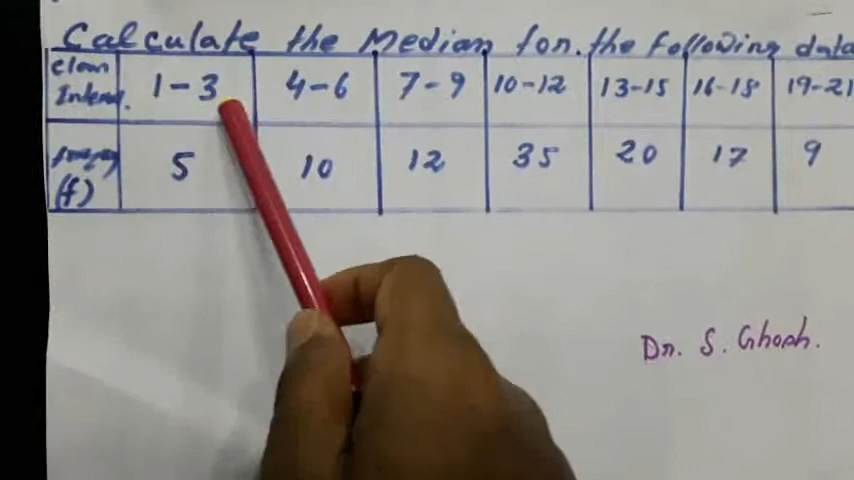 Calculate the Median for. the following data
Class 1-3 4-6 7-9 10-12 13-15 16-18 19-21
Interval.
5 10 12 35 20 17 9
(f)
Dr. S. Ghosh.